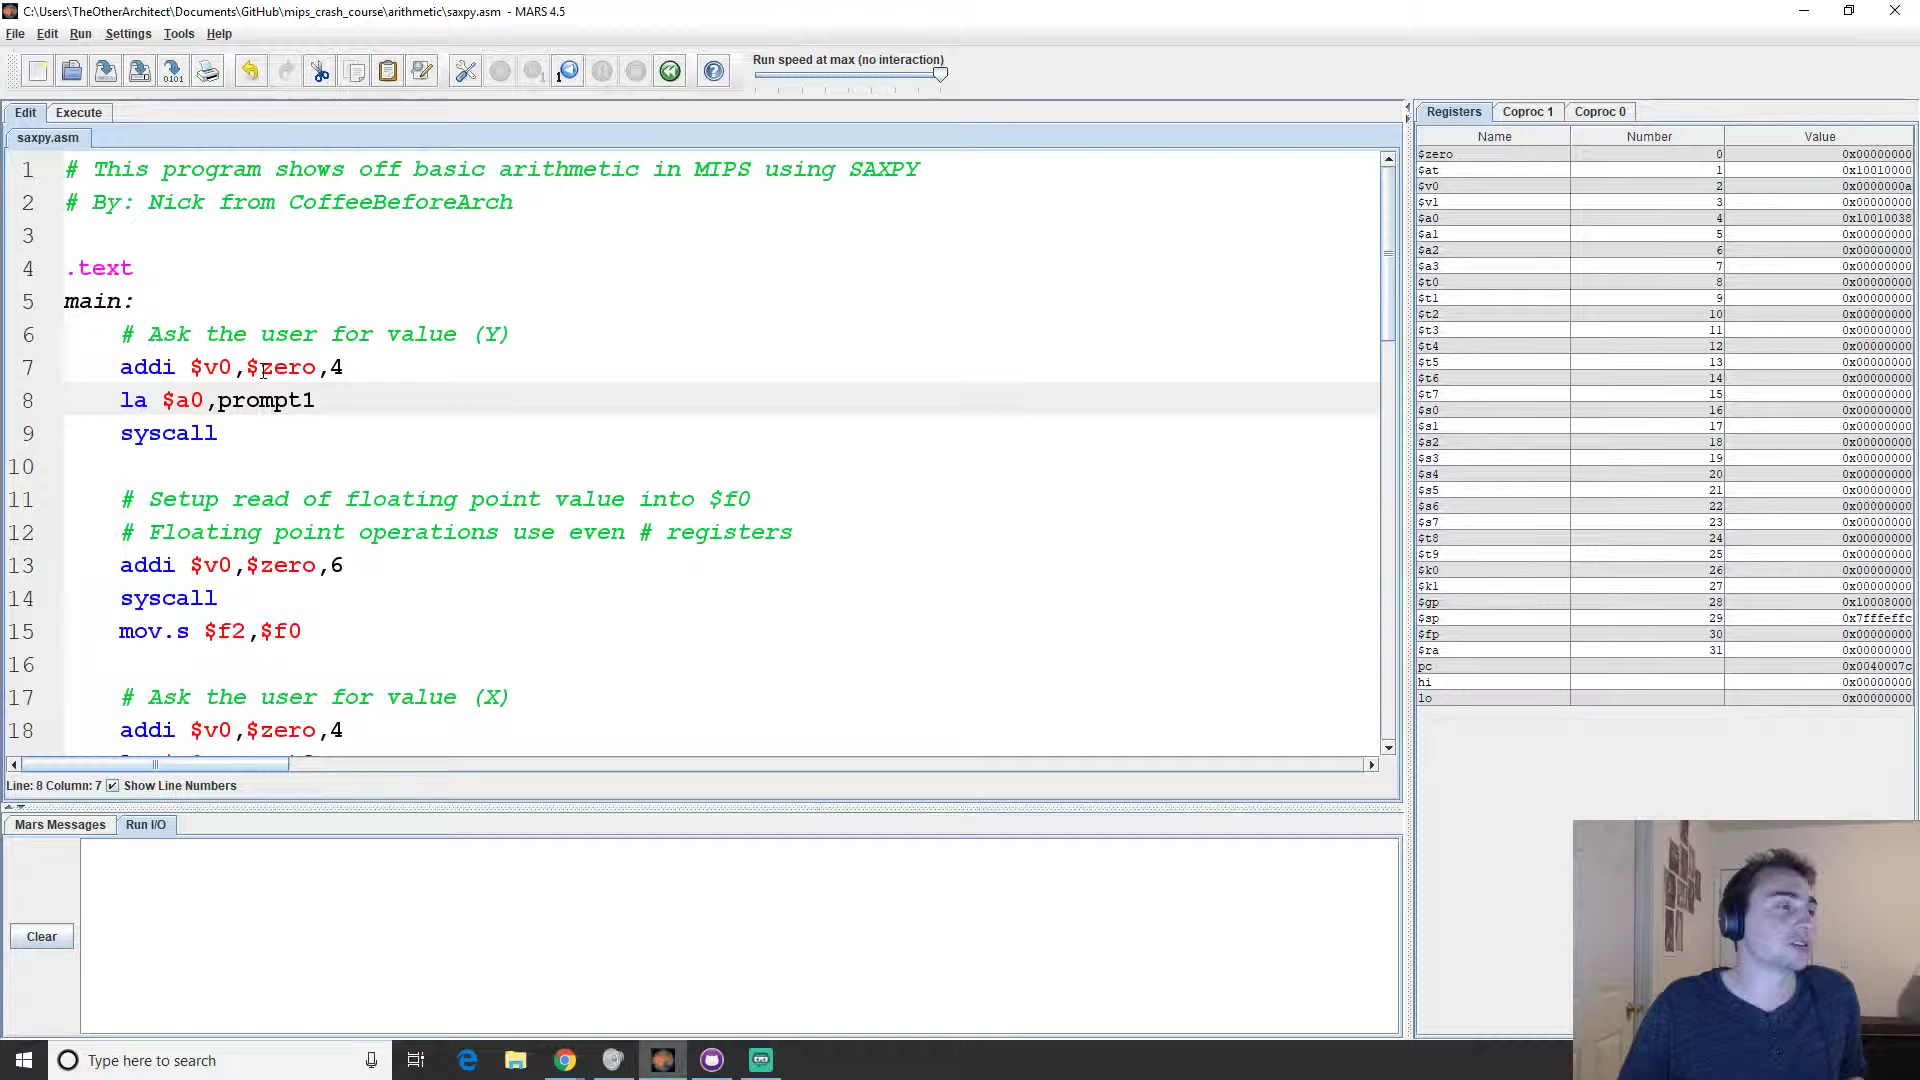 C:\Users\TheOtherArchitect\Documents\GitHub\mips_crash_course\arithmetic\saxpy.asm - MARS 4.5
File Edit Run Settings Tools Help
Run speed at max (no interaction)
Edit Execute
saxpy.asm
1 # This program shows off basic arithmetic in MIPS using SAXPY
2 # By: Nick from CoffeeBeforeArch
3
4 .text
5 main:
6 # Ask the user for value (Y)
7 addi $v0,$zero,4
8 la $a0,prompt1
9 syscall
10
11 # Setup read of floating point value into $f0
12 # Floating point operations use even # registers
13 addi $v0,$zero,6
14 syscall
15 mov.s $f2,$f0
16
17 # Ask the user for value (X)
18 addi $v0,$zero,4
Line: 8 Column: 7 Show Line Numbers
Mars Messages Run I/O
Clear
Registers Coproc 1 Coproc 0
Name Number Value
$zero 0 0x00000000
$at 1 0x10010000
$v0 2 0x0000000a
$v1 3 0x00000000
$a0 4 0x10010038
$a1 5 0x00000000
$a2 6 0x00000000
$a3 7 0x00000000
$t0 8 0x00000000
$t1 9 0x00000000
$t2 10 0x00000000
$t3 11 0x00000000
$t4 12 0x00000000
$t5 13 0x00000000
$t6 14 0x00000000
$t7 15 0x00000000
$s0 16 0x00000000
$s1 17 0x00000000
$s2 18 0x00000000
$s3 19 0x00000000
$s4 20 0x00000000
$s5 21 0x00000000
$s6 22 0x00000000
$s7 23 0x00000000
$t8 24 0x00000000
$t9 25 0x00000000
$k0 26 0x00000000
$k1 27 0x00000000
$gp 28 0x10008000
$sp 29 0x7fffeffc
$fp 30 0x00000000
$ra 31 0x00000000
pc 0x0040007c
hi 0x00000000
lo 0x00000000
Type here to search